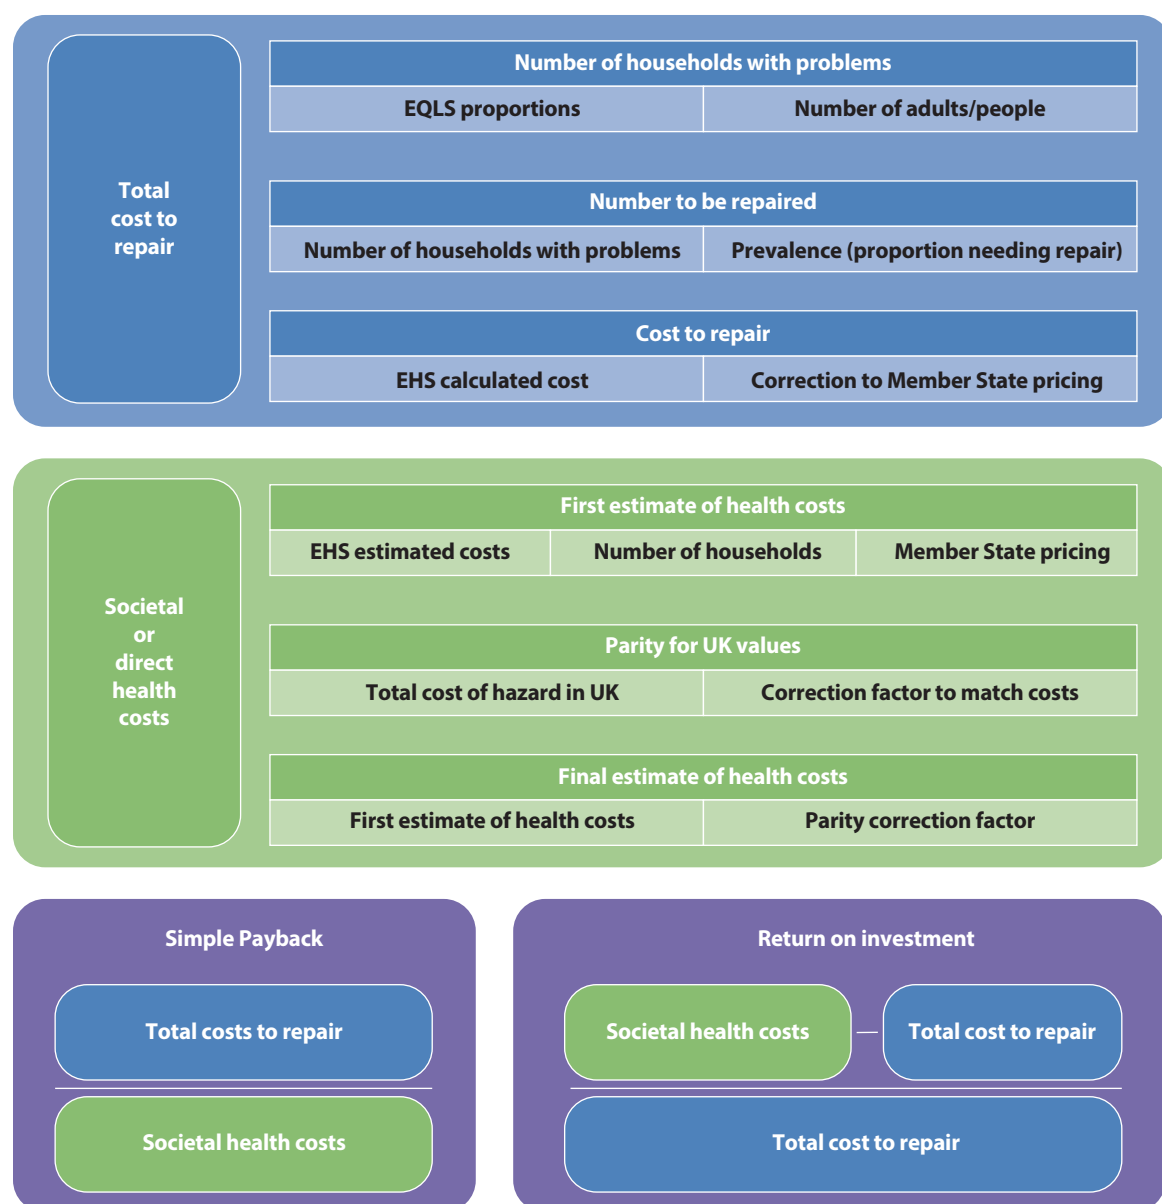 Total
cost to
repair
Number of households with problems
EQLS proportions
Number of adults/people
Number to be repaired
Number of households with problems
Prevalence (proportion needing repair)
Cost to repair
EHS calculated cost
Correction to Member State pricing
Societal
or
direct
health
costs
First estimate of health costs
EHS estimated costs
Number of households
Member State pricing
Parity for UK values
Total cost of hazard in UK
Correction factor to match costs
Final estimate of health costs
First estimate of health costs
Parity correction factor
Simple Payback
Total costs to repair
Societal health costs
Return on investment
Societal health costs — Total cost to repair
Total cost to repair